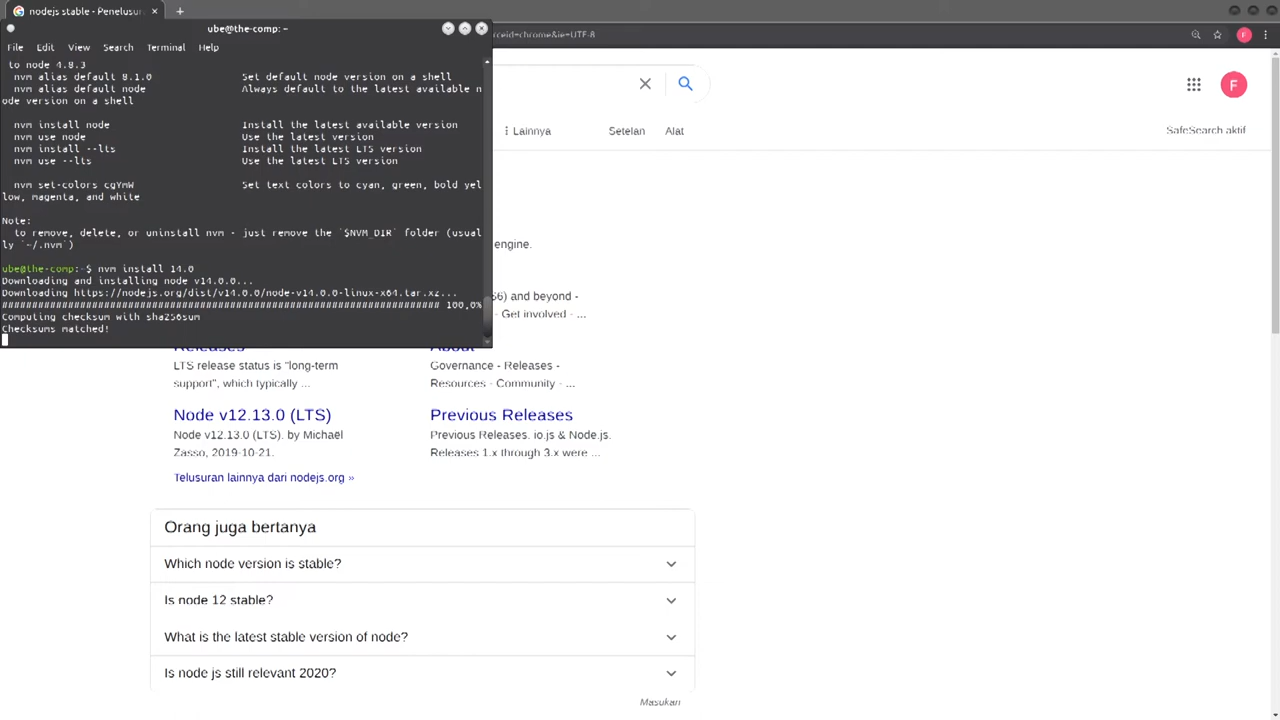 nodejs stable - Penelusur
ube@the-comp: ~
File Edit View Search Terminal Help
rceid=chrome&ie=UTF-8
F
to node 4.8.3
nvm alias default 8.1.0 Set default node version on a shell
nvm alias default node Always default to the latest available n
ode version on a shell
nvm install node Install the latest available version
nvm use node Use the latest version
nvm install --lts Install the latest LTS version
nvm use --lts Use the latest LTS version
nvm set-colors cgYmW Set text colors to cyan, green, bold yel
low, magenta, and white
Note:
to remove, delete, or uninstall nvm - just remove the `$NVM_DIR` folder (usual
ly `~/.nvm`)
ube@the-comp:~$ nvm install 14.0
Downloading and installing node v14.0.0...
Downloading https://nodejs.org/dist/v14.0.0/node-v14.0.0-linux-x64.tar.xz...
######################################################################### 100,0%
Computing checksum with sha256sum
Checksums matched!
F
Lainnya Setelan Alat
SafeSearch aktif
engine.
6) and beyond -
- Get involved - ...
Releases
LTS release status is "long-term
support", which typically ...
About
Governance - Releases -
Resources - Community - ...
Node v12.13.0 (LTS)
Node v12.13.0 (LTS). by Michaël
Zasso, 2019-10-21.
Previous Releases
Previous Releases. io.js & Node.js.
Releases 1.x through 3.x were ...
Telusuran lainnya dari nodejs.org »
Orang juga bertanya
Which node version is stable?
Is node 12 stable?
What is the latest stable version of node?
Is node js still relevant 2020?
Masukan